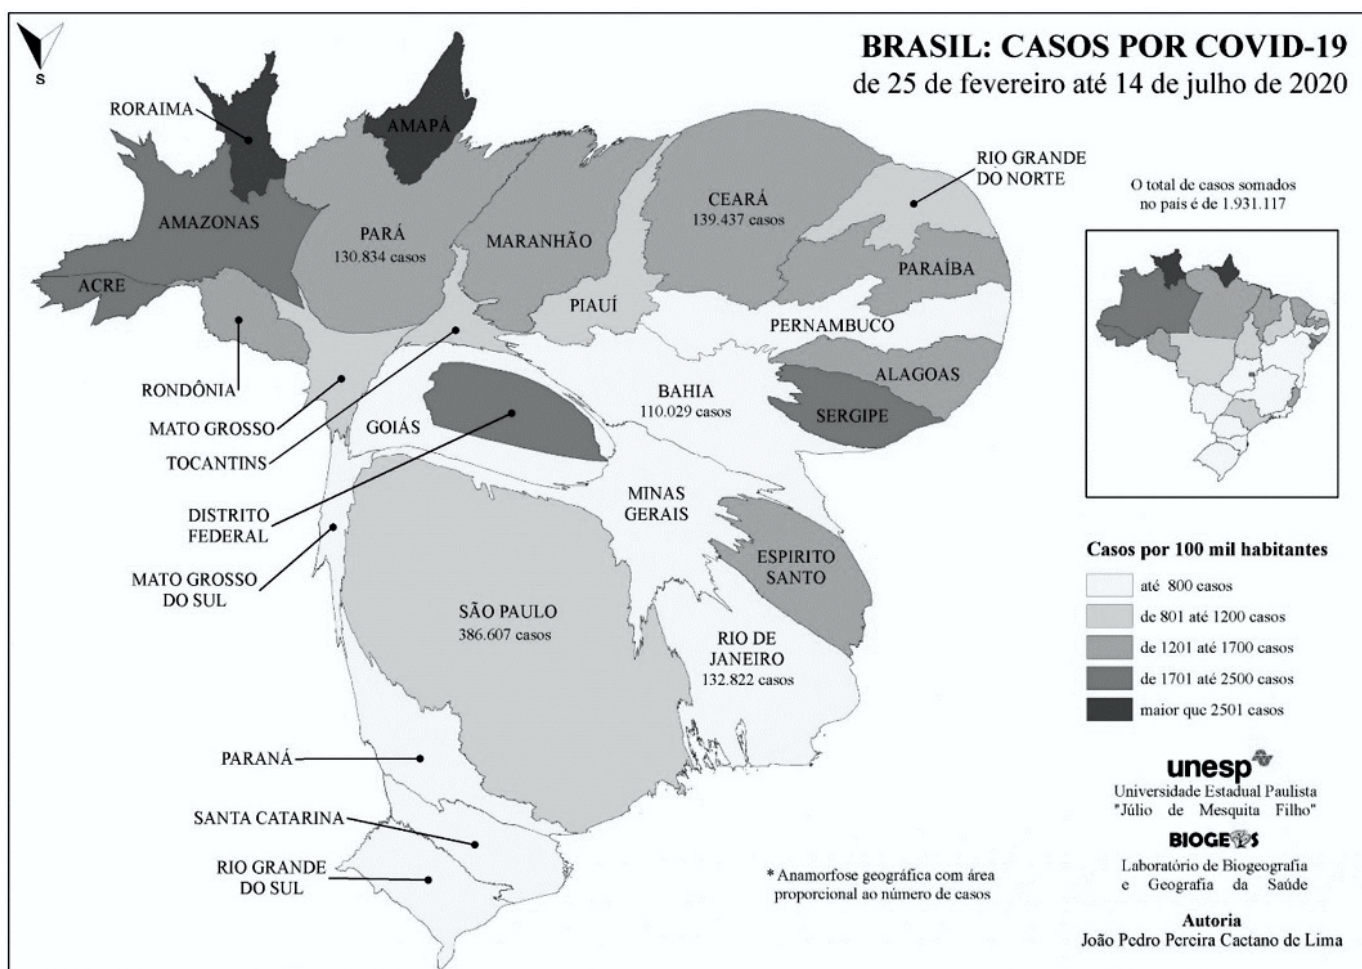 BRASIL: CASOS POR COVID-19
de 25 de fevereiro até 14 de julho de 2020
S
RORAIMA
AMAPÁ
RIO GRANDE
DO NORTE
AMAZONAS
PARÁ
130.834 casos
MARANHÃO
CEARÁ
139.437 casos
PARAÍBA
ACRE
PIAUÍ
PERNAMBUCO
RONDÔNIA
ALAGOAS
BAHIA
110.029 casos
SERGIPE
MATO GROSSO
GOIÁS
TOCANTINS
DISTRITO
FEDERAL
MINAS
GERAIS
MATO GROSSO
DO SUL
ESPIRITO
SANTO
SÃO PAULO
386.607 casos
RIO DE
JANEIRO
132.822 casos
PARANÁ
SANTA CATARINA
RIO GRANDE
DO SUL
* Anamorfose geográfica com área
proporcional ao número de casos
O total de casos somados
no país é de 1.931.117
Casos por 100 mil habitantes
até 800 casos
de 801 até 1200 casos
de 1201 até 1700 casos
de 1701 até 2500 casos
maior que 2501 casos
unesp
Universidade Estadual Paulista
"Júlio de Mesquita Filho"
BIOGEOS
Laboratório de Biogeografia
e Geografia da Saúde
Autoria
João Pedro Pereira Caetano de Lima